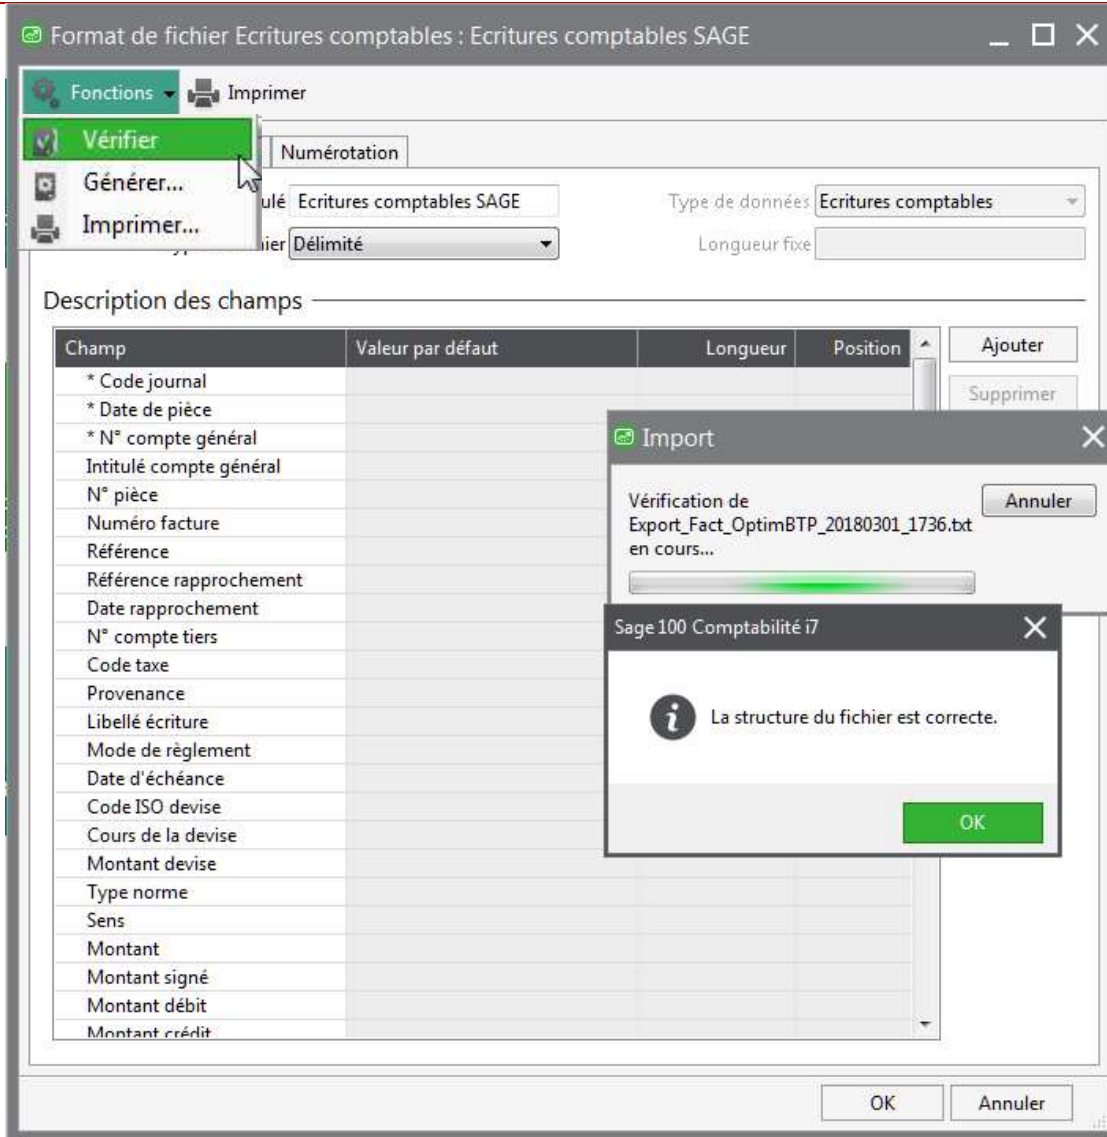 Format de fichier Ecritures comptables : Ecritures comptables SAGE
Fonctions Imprimer
Vérifier
Numérotation
Générer...
Ecritures comptables SAGE Type de données Ecritures comptables
Imprimer...
Délimité Longueur fixe
Description des champs
Champ Valeur par défaut Longueur Position Ajouter
* Code journal
Supprimer
* Date de pièce
* N° compte général
Import
Intitulé compte général
N° pièce
Vérification de Annuler
Numéro facture
Export_Fact_OptimBTP_20180301_1736.txt
Référence
en cours...
Référence rapprochement
Date rapprochement
N° compte tiers
Sage 100 Comptabilité i7
Code taxe
Provenance
Libellé écriture
La structure du fichier est correcte.
Mode de règlement
Date d'échéance
Code ISO devise
OK
Cours de la devise
Montant devise
Type norme
Sens
Montant
Montant signé
Montant débit
Montant crédit
OK Annuler